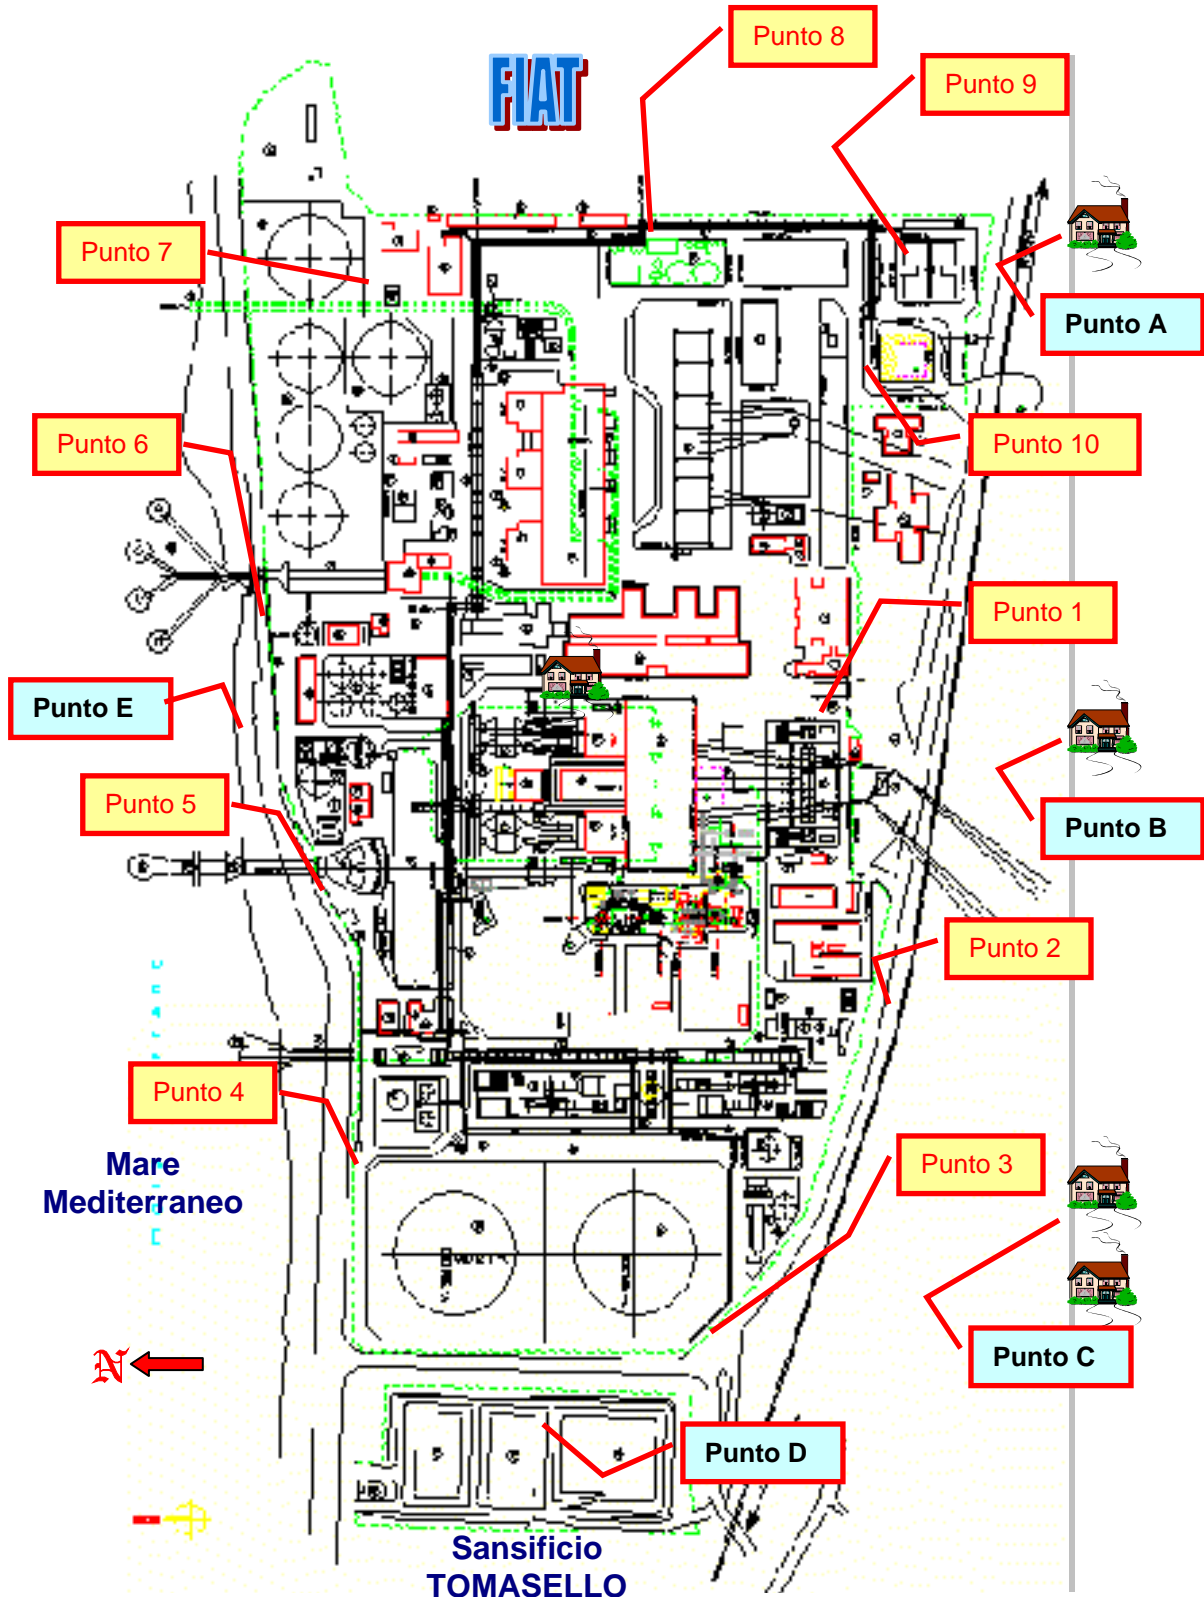 Punto 8
FIAT
Punto 9
Punto 7
Punto A
Punto 6
Punto 10
Punto 1
Punto E
Punto 5
Punto B
Punto 2
Punto 4
Mare
Mediterraneo
Punto 3
N
Punto C
Punto D
Sansificio
TOMASELLO